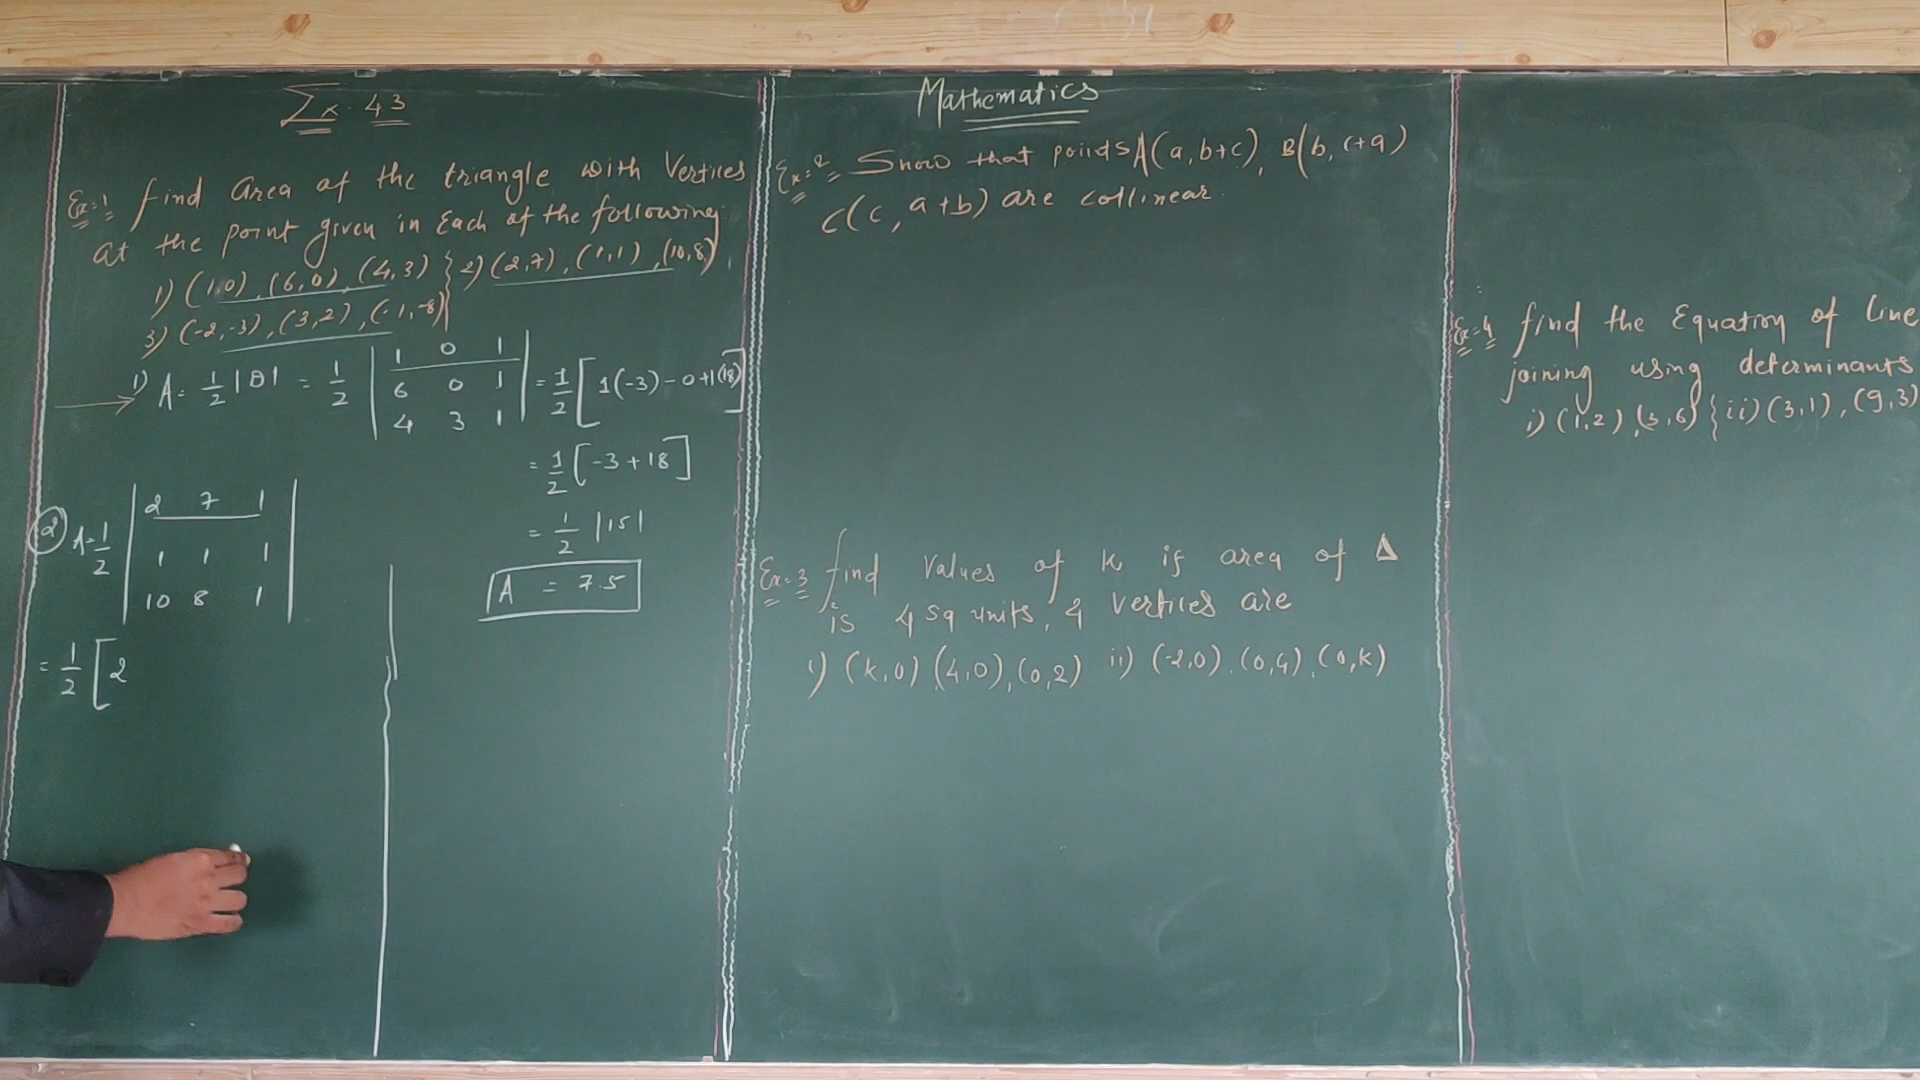 Ex. 43
Ex:1 find Area of the triangle with Vertices
at the point given in Each of the following
1) (1,0), (6,0), (4,3) } 2) (2,7), (1,1), (10,8)
3) (-2,-3), (3,2), (-1,-8)
1) A = 1/2 |D| = 1/2 | 1 0 1 | = 1/2 [1(-3) - 0 + 1(18)]
6 0 1
4 3 1
= 1/2 [-3 + 18]
= 1/2 |15|
A = 7.5
2 A = 1/2 | 2 7 1 |
1 1 1
10 8 1
= 1/2 [2
Mathematics
Ex=2 Show that points A(a, b+c), B(b, c+a)
C(c, a+b) are collinear.
Ex=3 find values of k if area of Δ
is 4 sq units, & vertices are
i) (k,0) (4,0), (0,2) ii) (-2,0), (0,4), (0,k)
Ex=4 find the Equation of Line
joining using determinants
i) (1,2), (3,6) { ii) (3,1), (9,3)